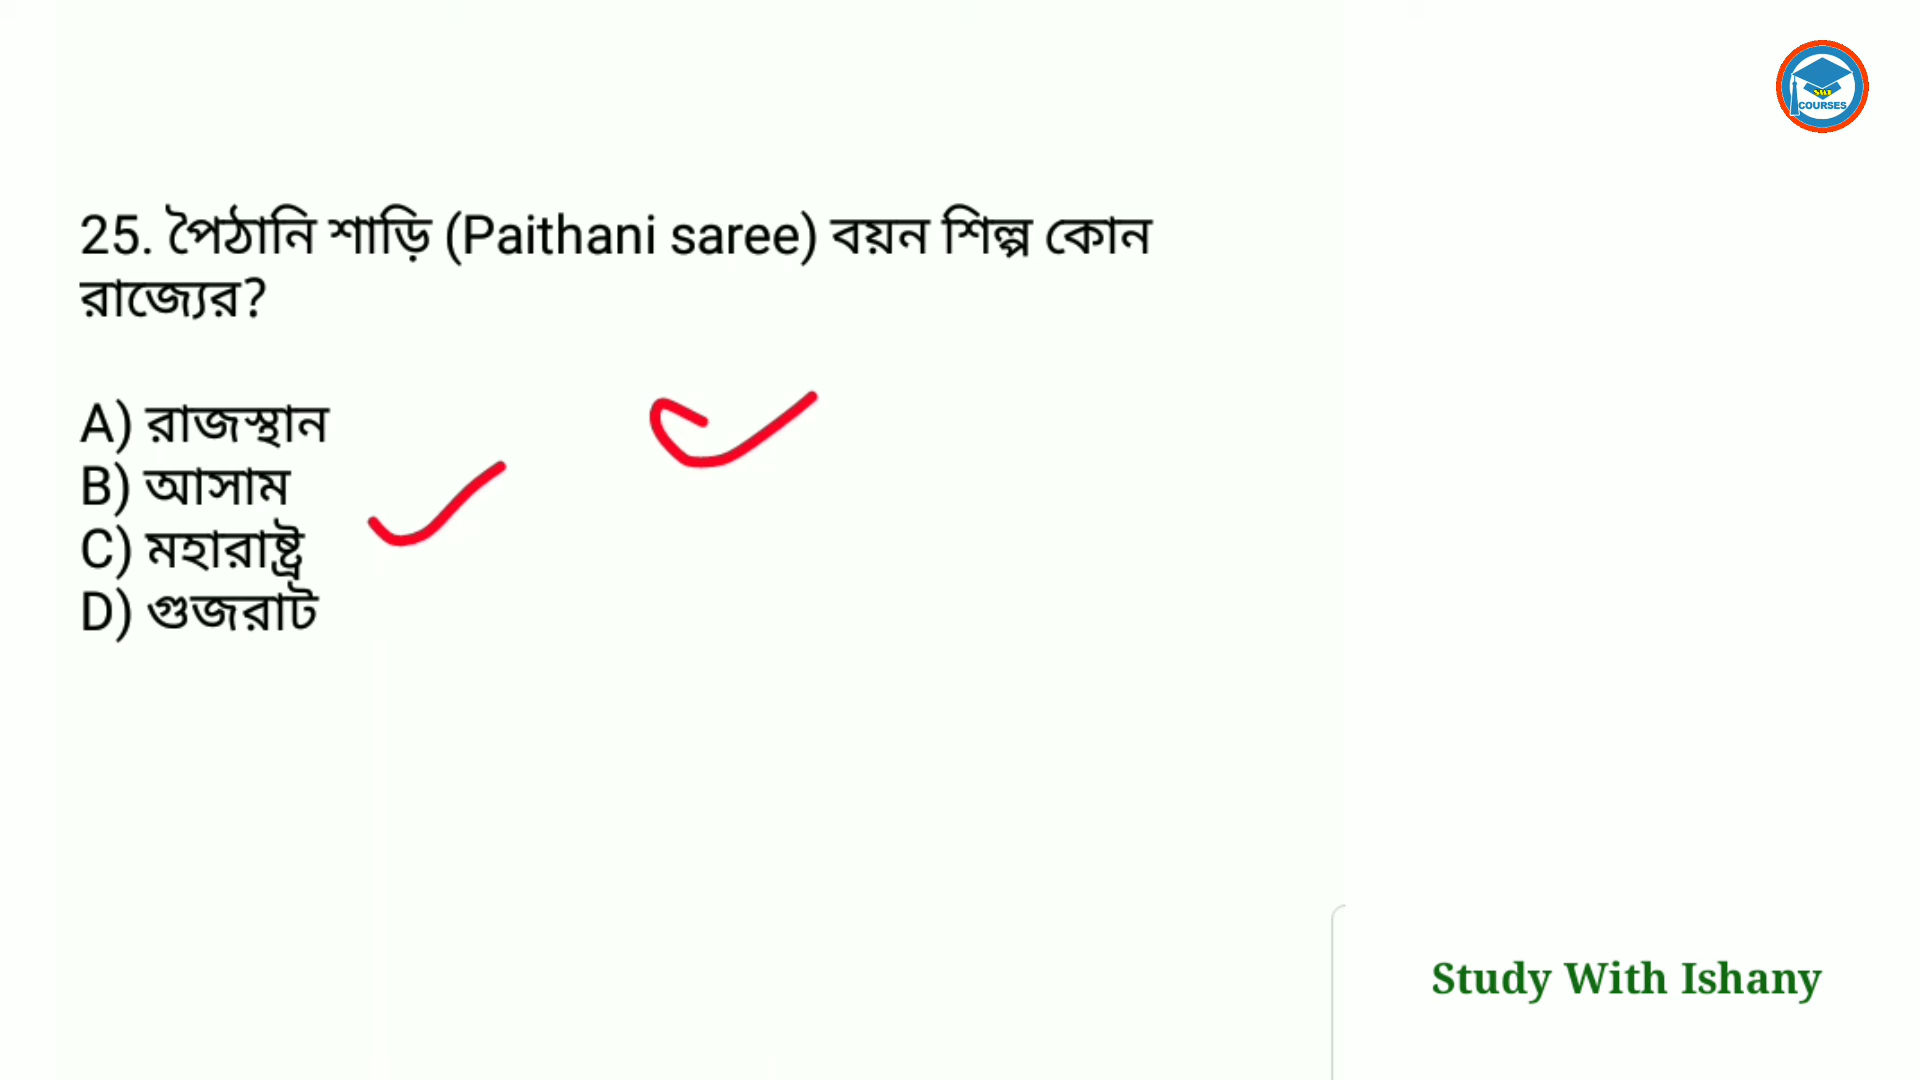 COURSES
25. পৈঠানি শাড়ি (Paithani saree) বয়ন শিল্প কোন
রাজ্যের?
A) রাজস্থান
B) আসাম
C) মহারাষ্ট্র
D) গুজরাট
Study With Ishany